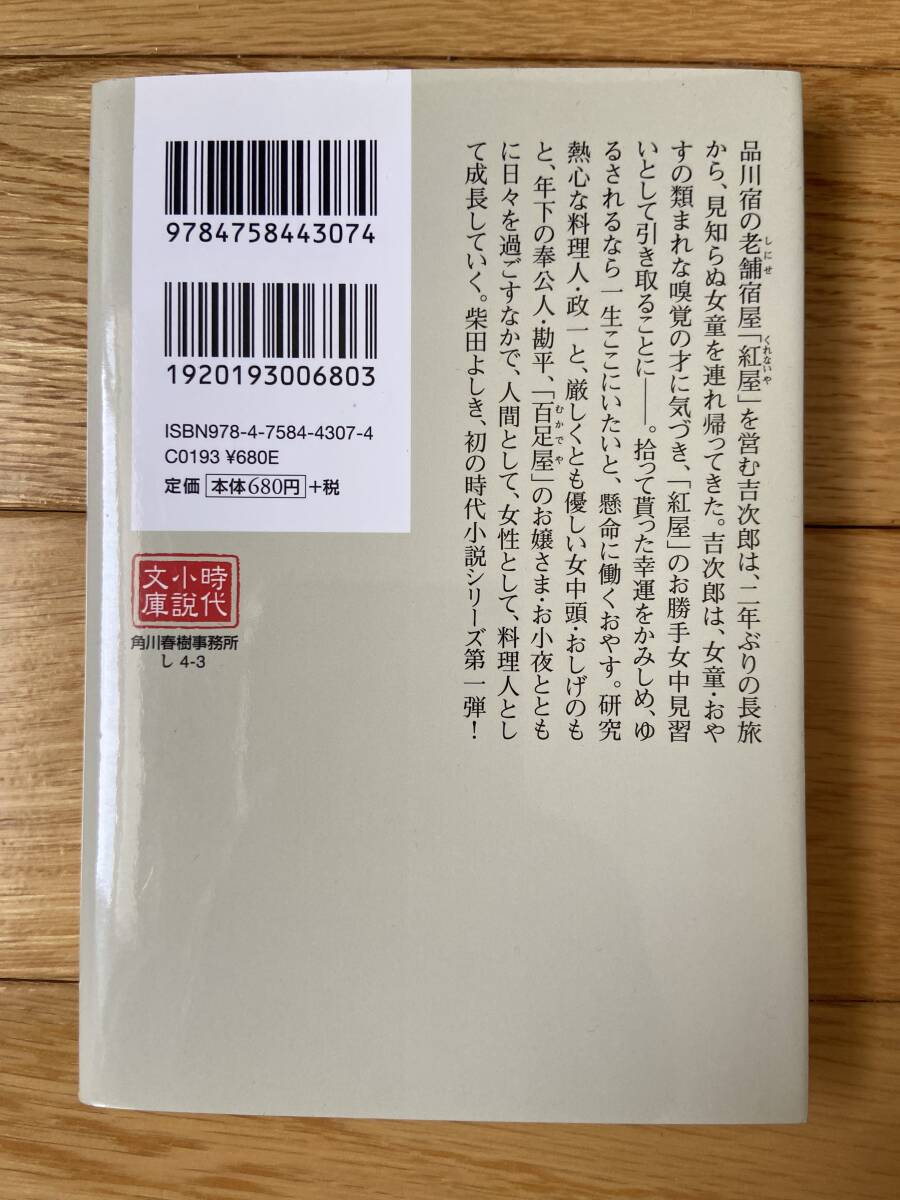 品川宿の老舗宿屋「紅屋」を営む吉次郎は、二年ぶりの長旅
しにせ
くれないや
から、見知らぬ女童を連れ帰ってきた。吉次郎は、女童・おや
すの類まれな嗅覚の才に気づき、「紅屋」のお勝手女中見習
いとして引き取ることに――。拾って貰った幸運をかみしめ、ゆ
るされるなら一生ここにいたいと、懸命に働くおやす。研究
熱心な料理人・政一と、厳しくとも優しい女中頭・おしげのも
と、年下の奉公人・勘平、「百足屋」のお嬢さま・お小夜ととも
むかでや
に日々を過ごすなかで、人間として、女性として、料理人とし
て成長していく。柴田よしき、初の時代小説シリーズ第一弾！
9784758443074
1920193006803
ISBN978-4-7584-4307-4
C0193 ¥680E
定価 本体680円 +税
時代
小説
文庫
角川春樹事務所
し 4-3